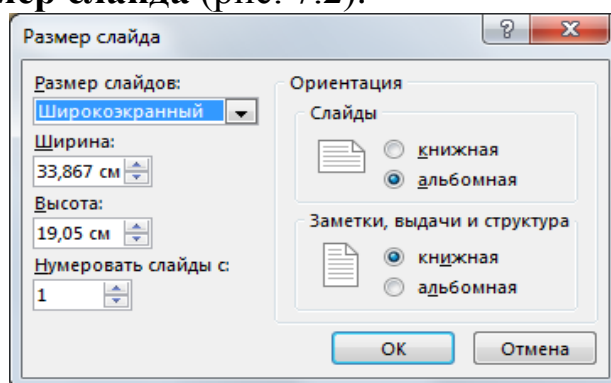 мер слайда (рис. 7.2).
Размер слайда
Размер слайдов:
Широкоэкранный
Ширина:
33,867 см
Высота:
19,05 см
Нумеровать слайды с:
1
Ориентация
Слайды
книжная
альбомная
Заметки, выдачи и структура
книжная
альбомная
ОК
Отмена